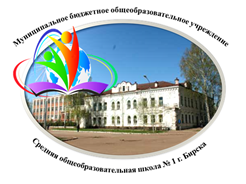 Муниципальное бюджетное общеобразовательное учреждение
Средняя общеобразовательная школа № 1 г. Бирска